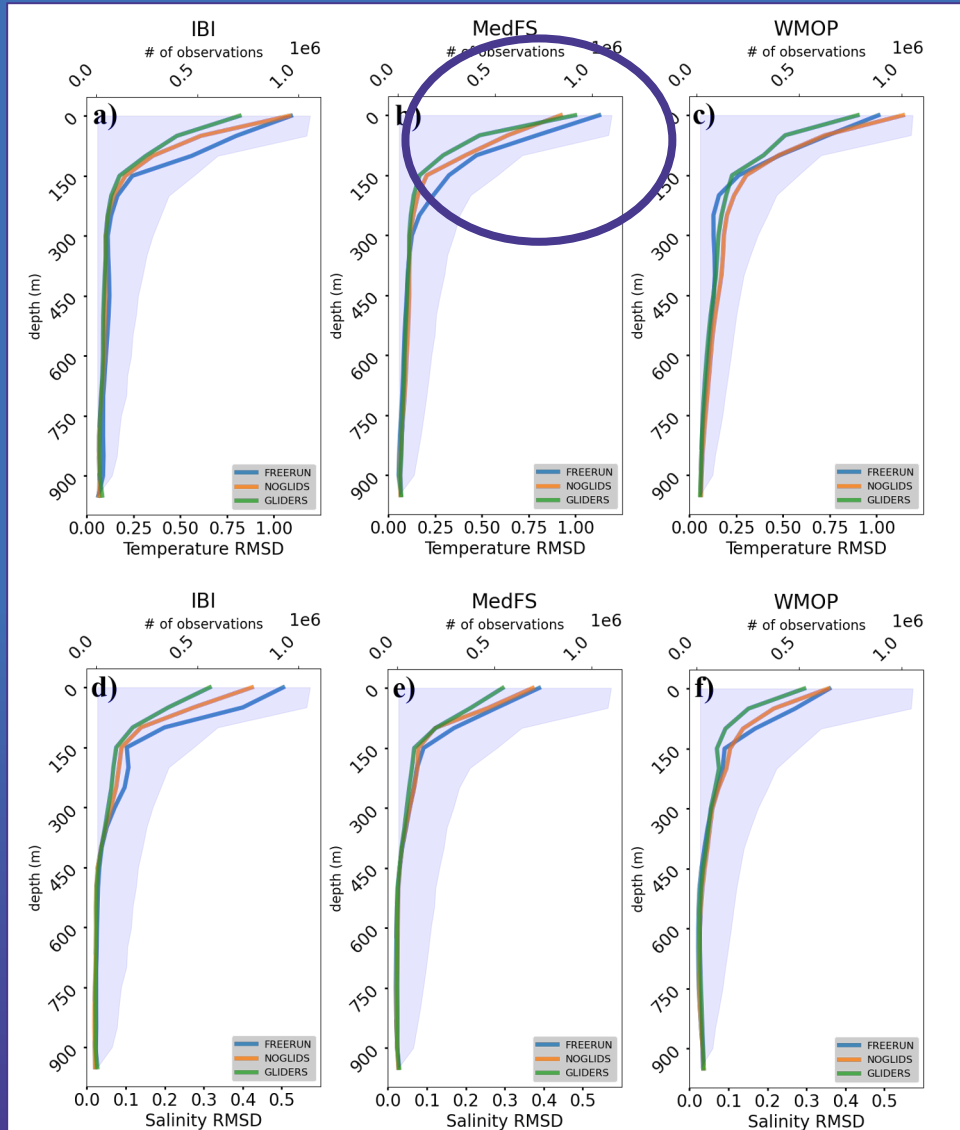 IBI
# of observations 1e6
0.0 0.5 1.0
a)
0
150
300
450
600
750
900
depth (m)
FREERUN
NOGLIDS
GLIDERS
0.00 0.25 0.50 0.75 1.00
Temperature RMSD
MedFS
# of observations 1e6
0.0 0.5 1.0
b)
0
150
300
450
600
750
900
depth (m)
FREERUN
NOGLIDS
GLIDERS
0.00 0.25 0.50 0.75 1.00
Temperature RMSD
WMOP
# of observations 1e6
0.0 0.5 1.0
c)
0
150
300
450
600
750
900
depth (m)
FREERUN
NOGLIDS
GLIDERS
0.00 0.25 0.50 0.75 1.00
Temperature RMSD
IBI
# of observations 1e6
0.0 0.5 1.0
d)
0
150
300
450
600
750
900
depth (m)
FREERUN
NOGLIDS
GLIDERS
0.0 0.1 0.2 0.3 0.4 0.5
Salinity RMSD
MedFS
# of observations 1e6
0.0 0.5 1.0
e)
0
150
300
450
600
750
900
depth (m)
FREERUN
NOGLIDS
GLIDERS
0.0 0.1 0.2 0.3 0.4 0.5
Salinity RMSD
WMOP
# of observations 1e6
0.0 0.5 1.0
f)
0
150
300
450
600
750
900
depth (m)
FREERUN
NOGLIDS
GLIDERS
0.0 0.1 0.2 0.3 0.4 0.5
Salinity RMSD